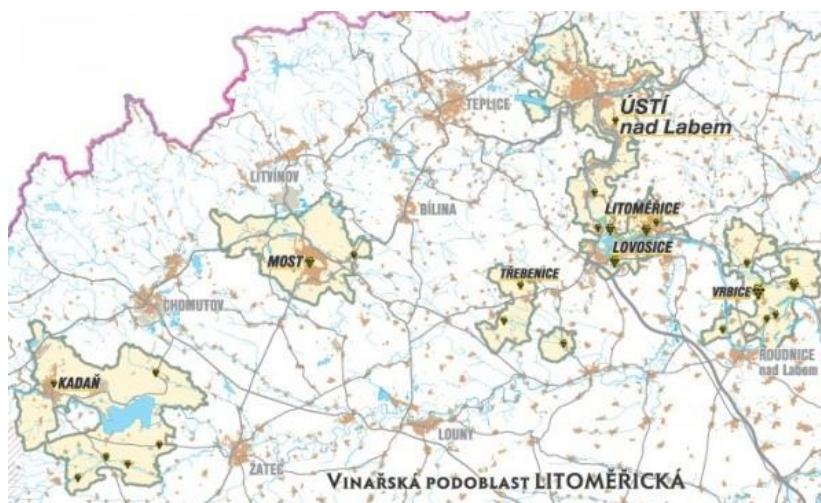 TEPLICE
ÚSTÍ
nad Labem
LITVÍNOV
BÍLINA
LITOMĚŘICE
LOVOSICE
MOST
TŘEBENICE
VRBICE
CHOMUTOV
ROUDNICE
nad Labem
KADAŇ
LOUNY
ŽATEC
VINAŘSKÁ PODOBLAST LITOMĚŘICKÁ